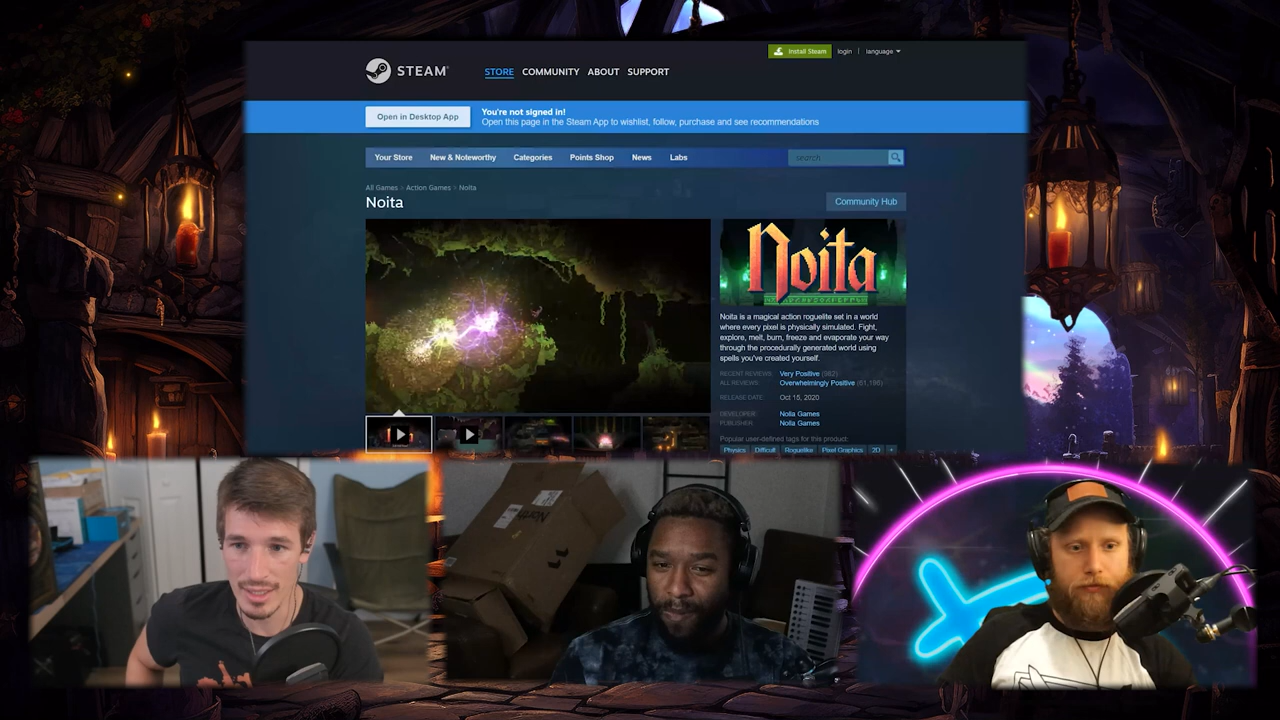 Install Steam
login
language
STEAM
STORE
COMMUNITY
ABOUT
SUPPORT
Open in Desktop App
You're not signed in!
Open this page in the Steam App to wishlist, follow, purchase and see recommendations
Your Store
New & Noteworthy
Categories
Points Shop
News
Labs
search
All Games > Action Games > Noita
Noita
Community Hub
Noita
Noita is a magical action roguelite set in a world
where every pixel is physically simulated. Fight,
explore, melt, burn, freeze and evaporate your way
through the procedurally generated world using
spells you've created yourself.
RECENT REVIEWS: Very Positive (982)
ALL REVIEWS: Overwhelmingly Positive (61,196)
RELEASE DATE: Oct 15, 2020
DEVELOPER: Nolla Games
PUBLISHER: Nolla Games
Popular user-defined tags for this product:
Physics
Difficult
Roguelike
Pixel Graphics
2D
+